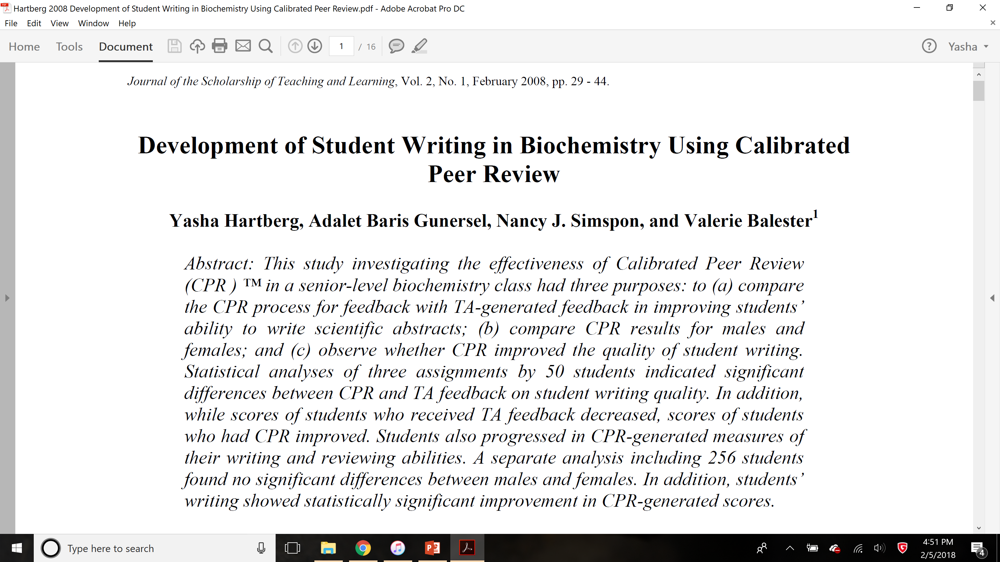 Hartberg 2008 Development of Student Writing in Biochemistry Using Calibrated Peer Review.pdf - Adobe Acrobat Pro DC
File Edit View Window Help
Home Tools Document 1 / 16 Yasha
Journal of the Scholarship of Teaching and Learning, Vol. 2, No. 1, February 2008, pp. 29 - 44.
Development of Student Writing in Biochemistry Using Calibrated
Peer Review
Yasha Hartberg, Adalet Baris Gunersel, Nancy J. Simspon, and Valerie Balester¹
Abstract: This study investigating the effectiveness of Calibrated Peer Review
(CPR ) ™ in a senior-level biochemistry class had three purposes: to (a) compare
the CPR process for feedback with TA-generated feedback in improving students’
ability to write scientific abstracts; (b) compare CPR results for males and
females; and (c) observe whether CPR improved the quality of student writing.
Statistical analyses of three assignments by 50 students indicated significant
differences between CPR and TA feedback on student writing quality. In addition,
while scores of students who received TA feedback decreased, scores of students
who had CPR improved. Students also progressed in CPR-generated measures of
their writing and reviewing abilities. A separate analysis including 256 students
found no significant differences between males and females. In addition, students’
writing showed statistically significant improvement in CPR-generated scores.
Type here to search
4:51 PM
2/5/2018
4